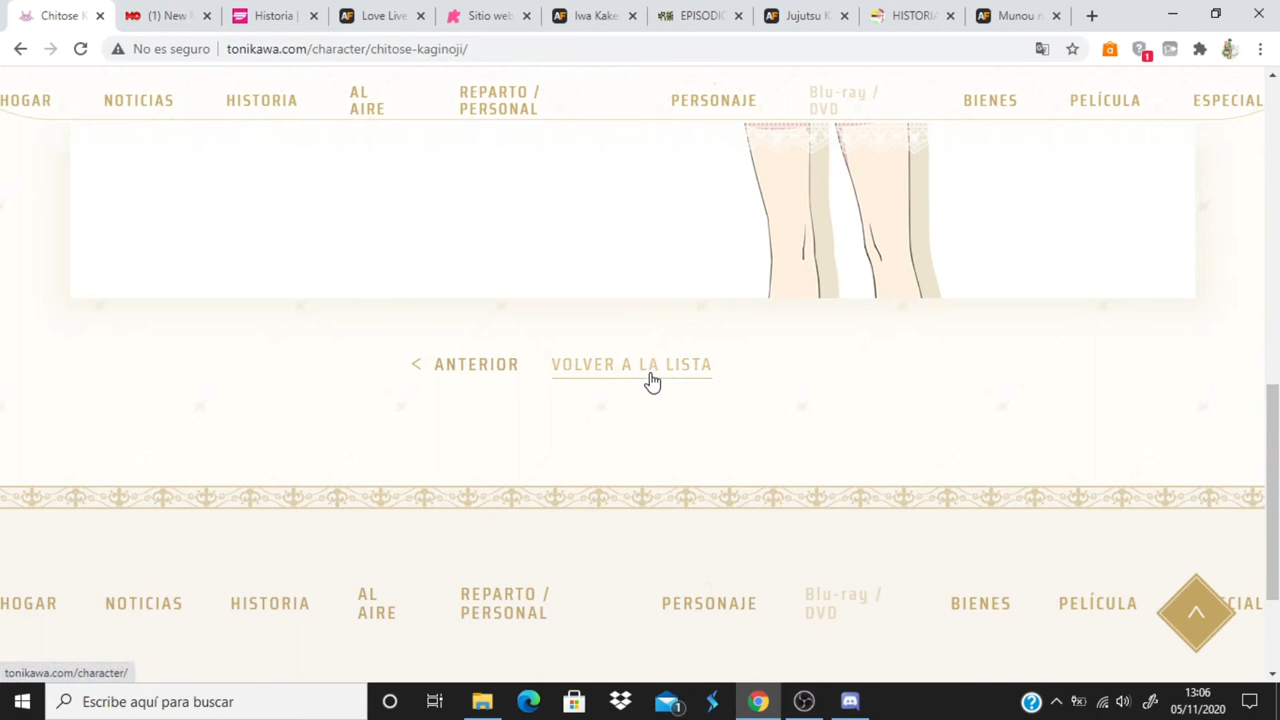 Chitose K
(1) New
Historia
Love Live
Sitio web
Iwa Kake
EPISODIO
Jujutsu K
HISTORIA
Munou n
No es seguro
tonikawa.com/character/chitose-kaginoji/
1
HOGAR
NOTICIAS
HISTORIA
AL
AIRE
REPARTO /
PERSONAL
PERSONAJE
Blu-ray /
DVD
BIENES
PELÍCULA
ESPECIAL
< ANTERIOR
VOLVER A LA LISTA
HOGAR
NOTICIAS
HISTORIA
AL
AIRE
REPARTO /
PERSONAL
PERSONAJE
Blu-ray /
DVD
BIENES
PELÍCULA
CIAL
tonikawa.com/character/
Escribe aquí para buscar
1
13:06
05/11/2020